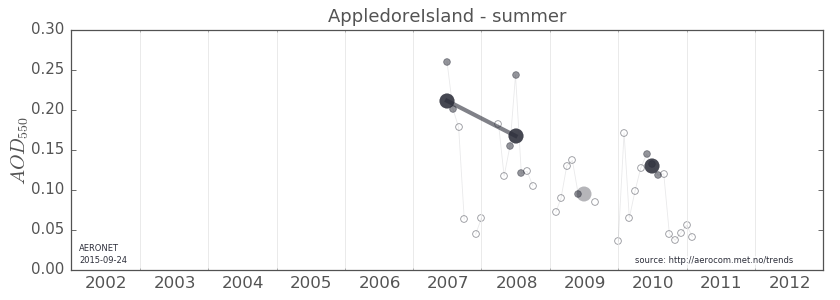 AppledoreIsland - summer
0.30
0.25
0.20
0.15
0.10
0.05
0.00
AOD550
AERONET
2015-09-24
source: http://aerocom.met.no/trends
2002 2003 2004 2005 2006 2007 2008 2009 2010 2011 2012